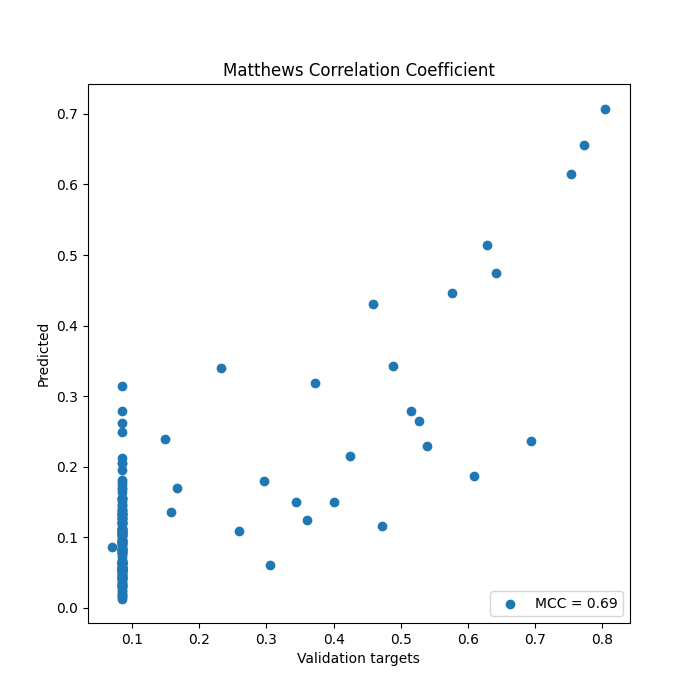 Matthews Correlation Coefficient
0.7
0.6
0.5
0.4
0.3
0.2
0.1
0.0
Predicted
MCC = 0.69
0.1 0.2 0.3 0.4 0.5 0.6 0.7 0.8
Validation targets